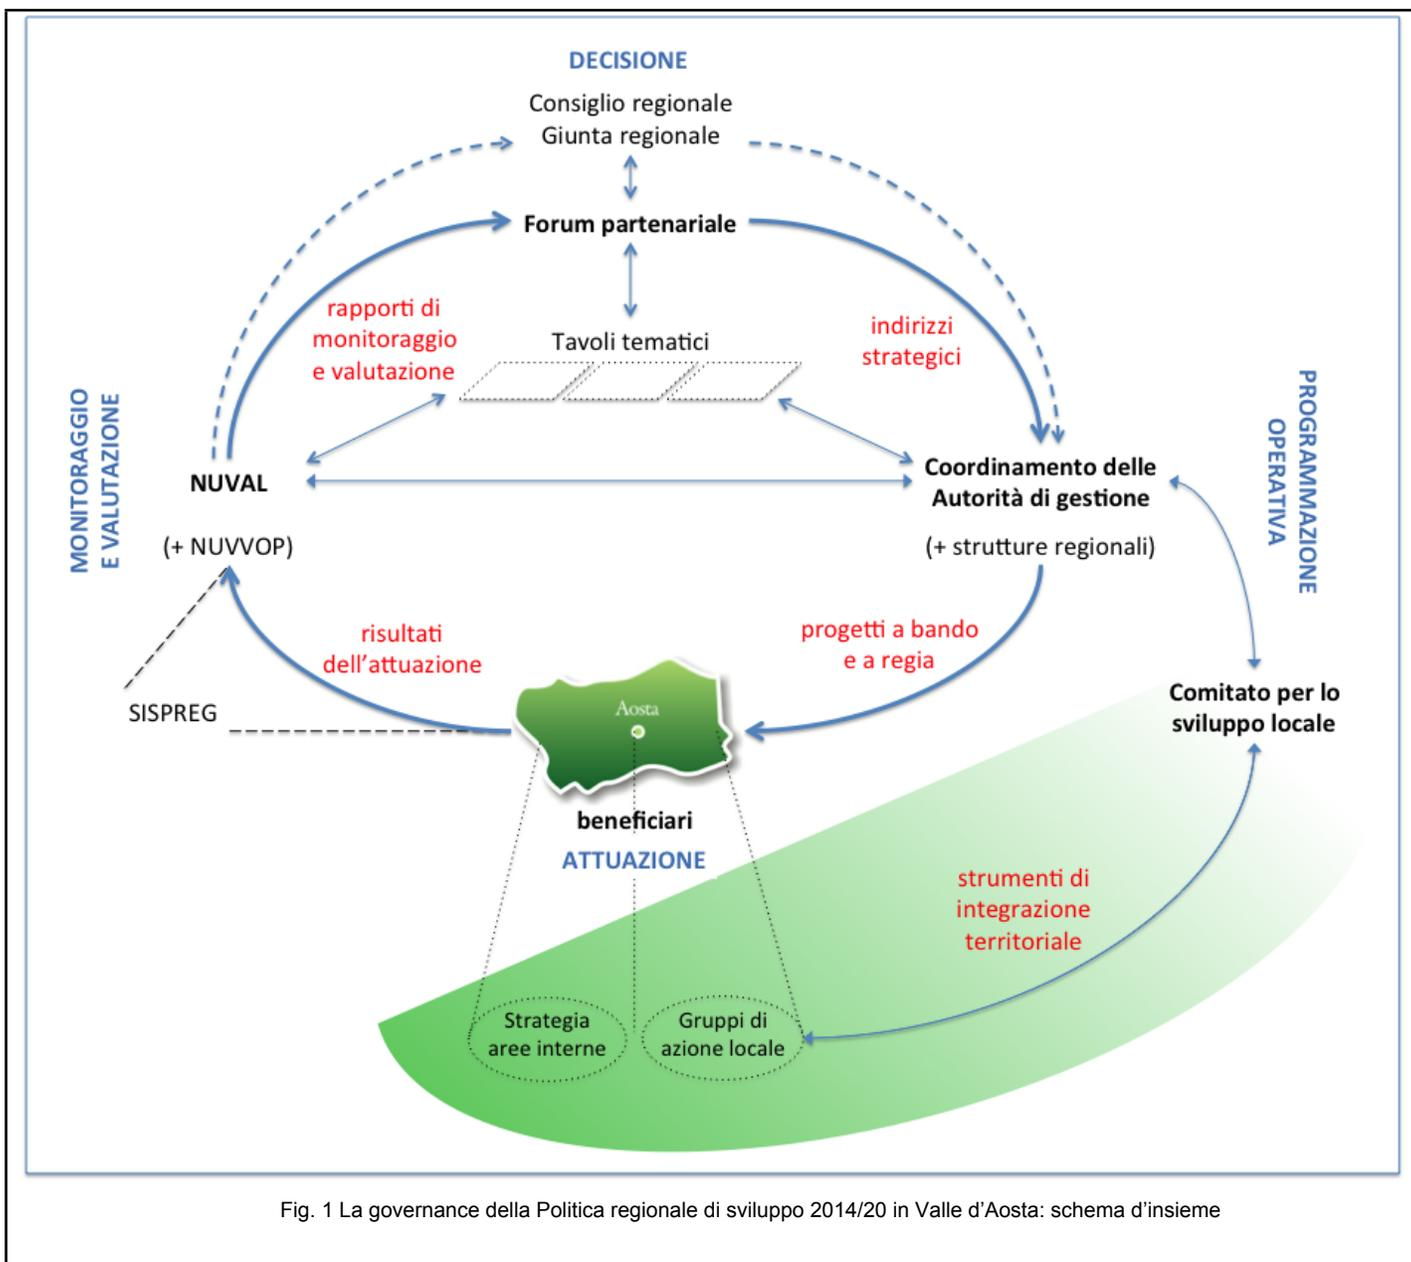 DECISIONE
Consiglio regionale
Giunta regionale
Forum partenariale
rapporti di
monitoraggio
e valutazione
Tavoli tematici
indirizzi
strategici
MONITORAGGIO
E VALUTAZIONE
PROGRAMMAZIONE
OPERATIVA
NUVAL
(+ NUVVOP)
Coordinamento delle
Autorità di gestione
(+ strutture regionali)
risultati
dell'attuazione
progetti a bando
e a regia
SISPREG
Aosta
Comitato per lo
sviluppo locale
beneficiari
ATTUAZIONE
strumenti di
integrazione
territoriale
Strategia
aree interne
Gruppi di
azione locale
Fig. 1 La governance della Politica regionale di sviluppo 2014/20 in Valle d'Aosta: schema d'insieme